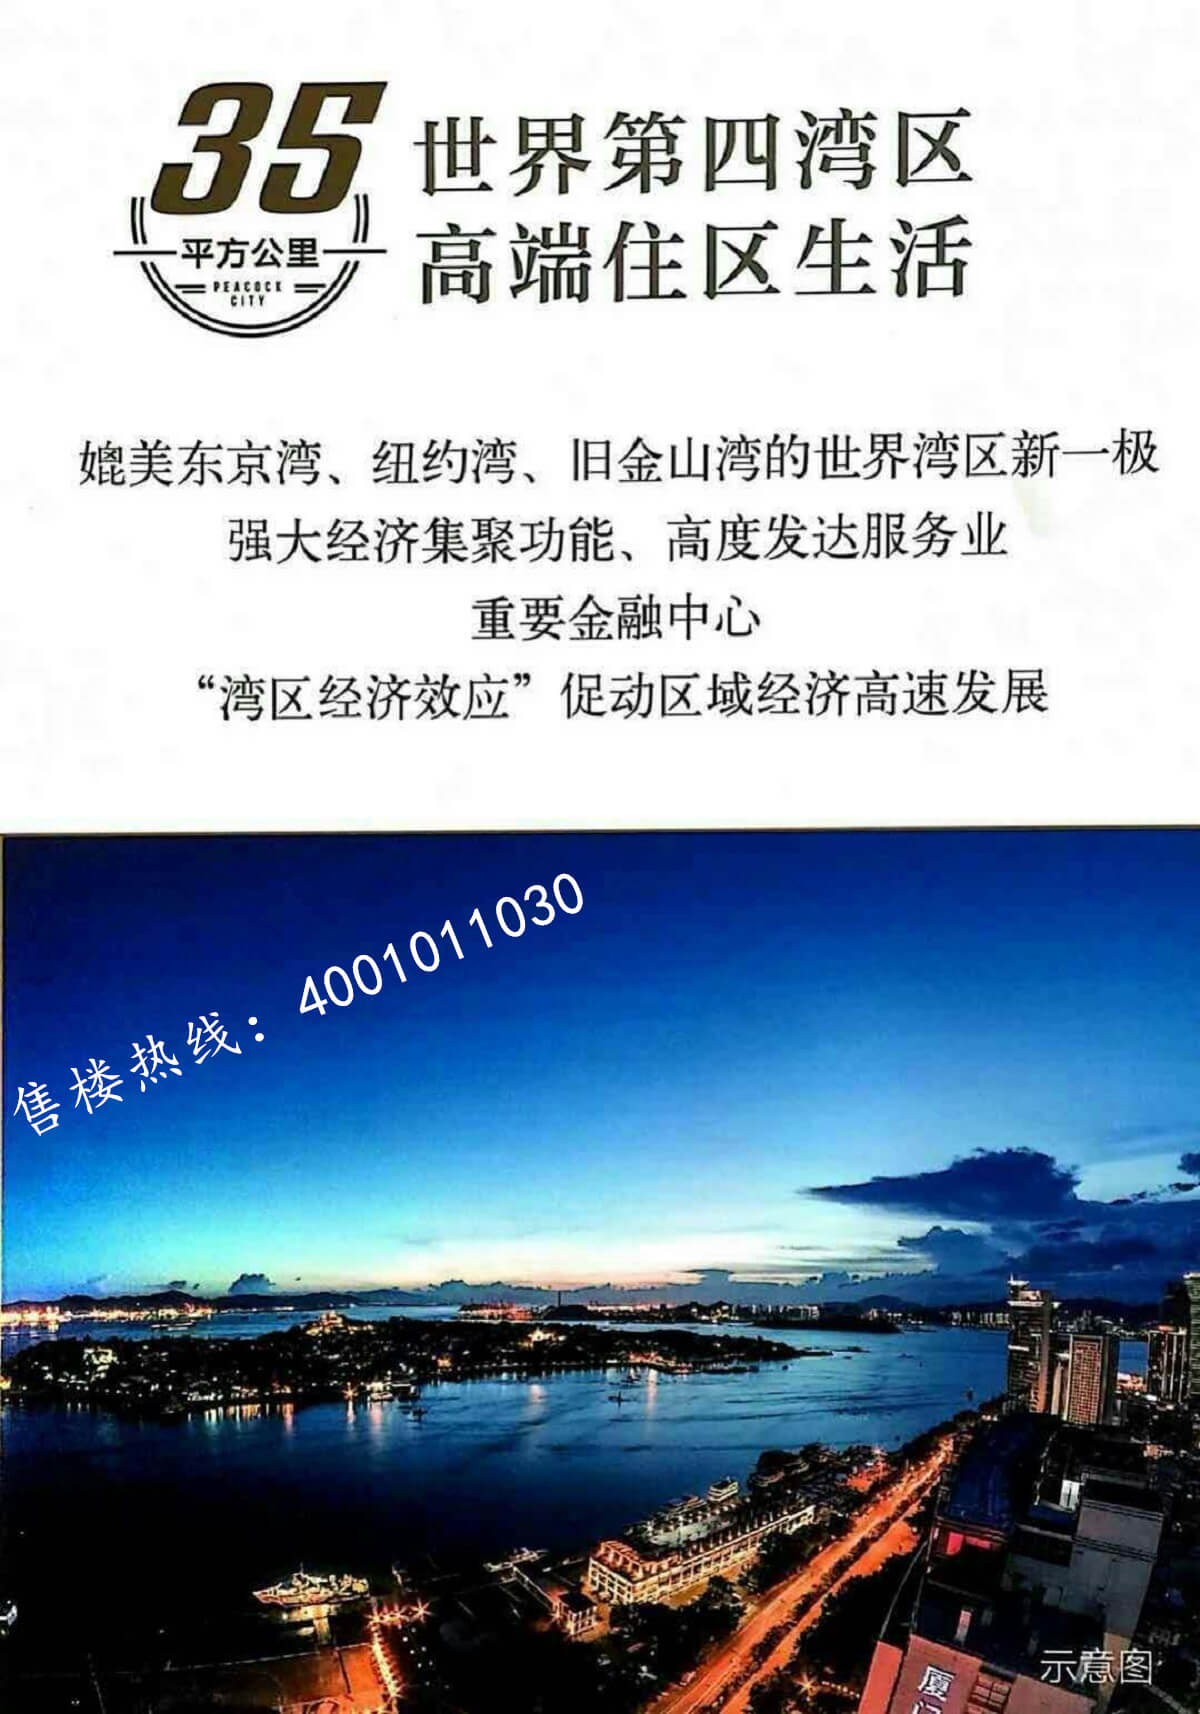 35
平方公里
PEACOCK
CITY
世界第四湾区
高端住区生活
媲美东京湾、纽约湾、旧金山湾的世界湾区新一极
强大经济集聚功能、高度发达服务业
重要金融中心
“湾区经济效应”促动区域经济高速发展
售楼热线：4001011030
厦门
示意图